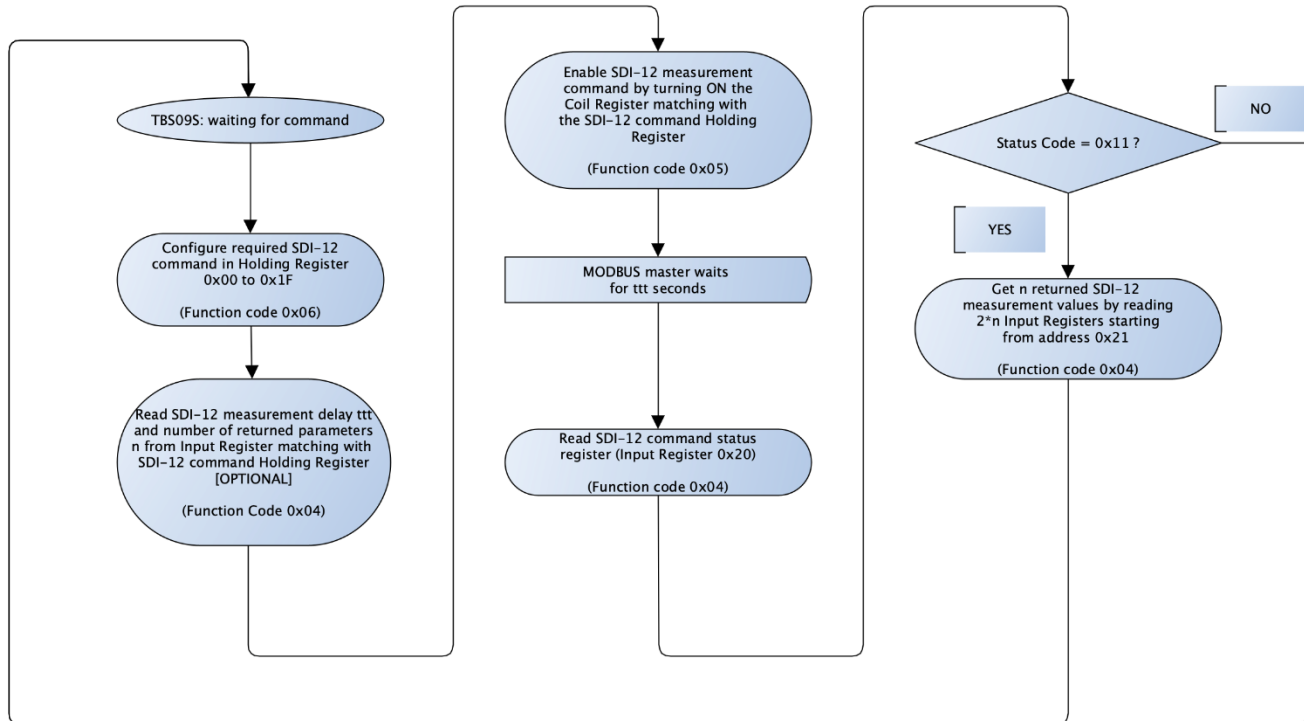 TBS09S: waiting for command
Configure required SDI-12
command in Holding Register
0x00 to 0x1F
(Function code 0x06)
Read SDI-12 measurement delay ttt
and number of returned parameters
n from Input Register matching with
SDI-12 command Holding Register
[OPTIONAL]
(Function Code 0x04)
Enable SDI-12 measurement
command by turning ON the
Coil Register matching with
the SDI-12 command Holding
Register
(Function code 0x05)
MODBUS master waits
for ttt seconds
Read SDI-12 command status
register (Input Register 0x20)
(Function code 0x04)
Status Code = 0x11 ?
NO
YES
Get n returned SDI-12
measurement values by reading
2*n Input Registers starting
from address 0x21
(Function code 0x04)